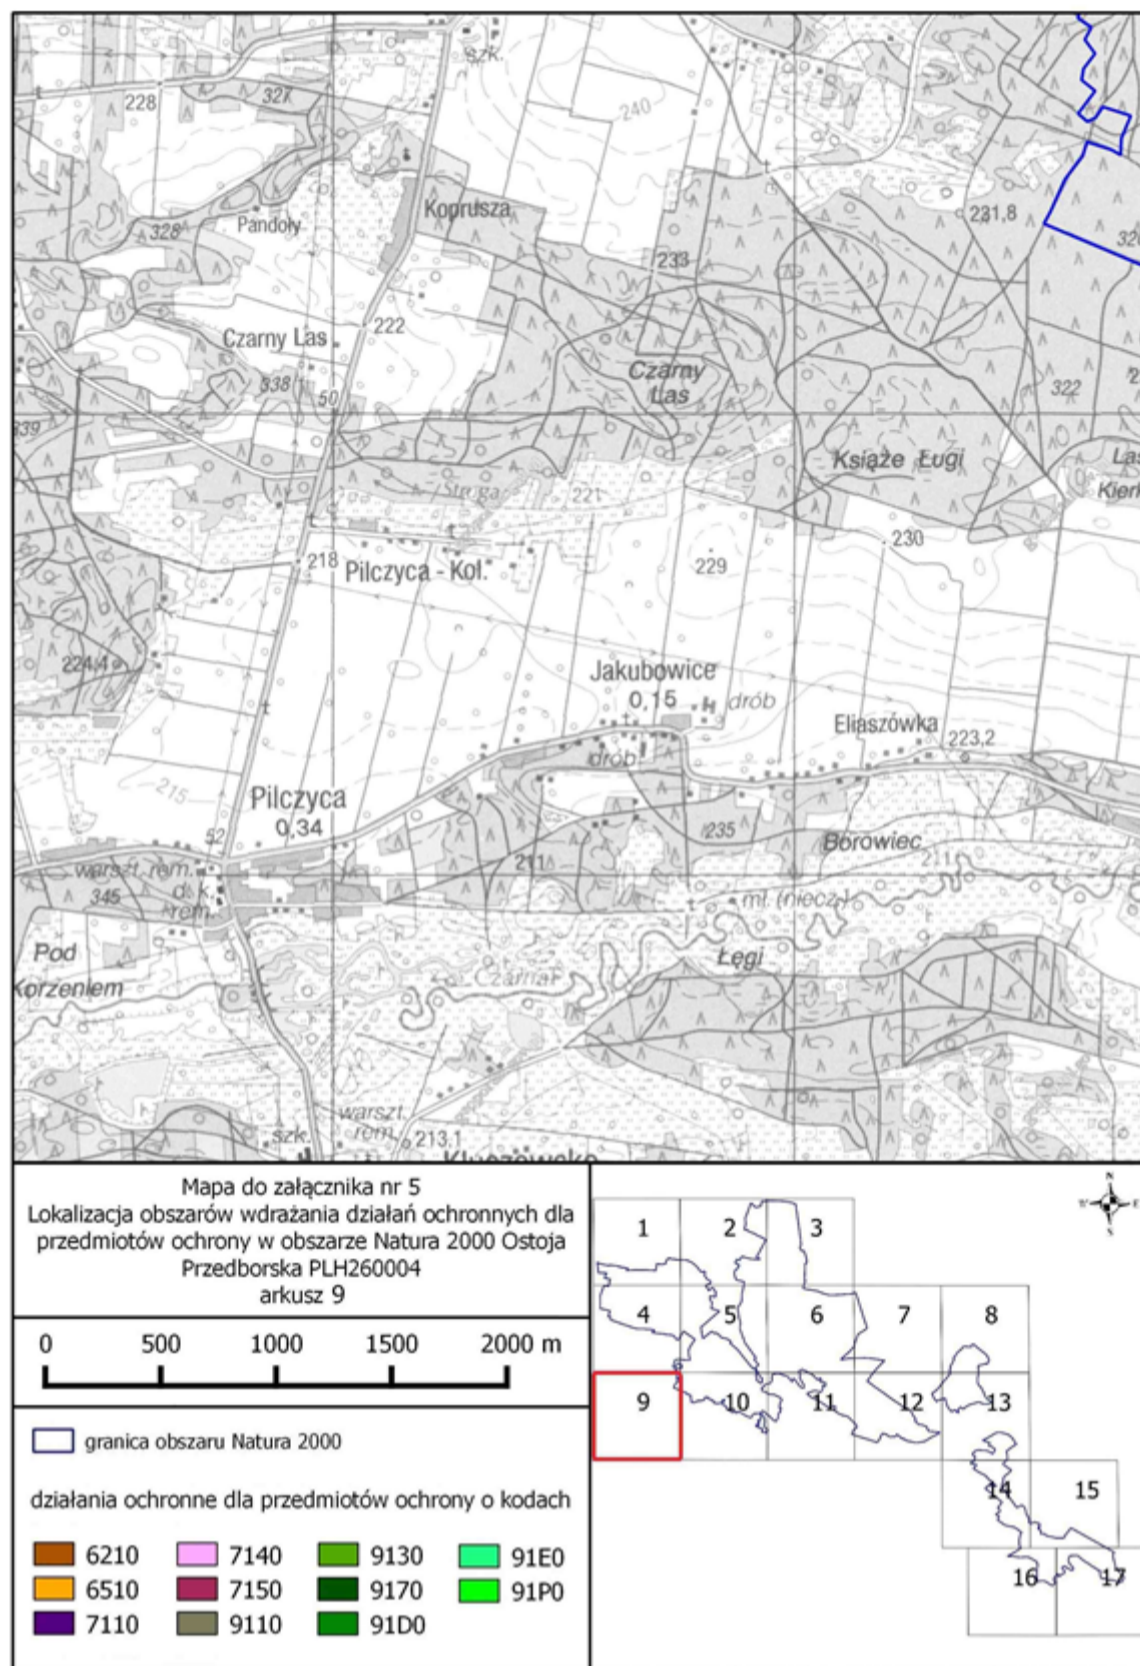 szk.
228
327
240
Koprusza
231,8
328
Pandoły
233
222
Czarny Las
Czarny
Las
338
322
50
339
Książe Ługi
Las
Struga
221
230
218
Pilczyca - Kol.
229
224,4
Jakubowice
0,15
drób
t
Eliaszówka
223,2
drób
215
Pilczyca
0,34
52
235
Borowiec
211
211
warszt. rem.
d. k.
345
rem.
mł. (niecz.)
Pod
Korzeniem
Łęgi
Czarna
warszt.
rem.
213,1
szk.
Mapa do załącznika nr 5
Lokalizacja obszarów wdrażania działań ochronnych dla
przedmiotów ochrony w obszarze Natura 2000 Ostoja
Przedborska PLH260004
arkusz 9
0 500 1000 1500 2000 m
granica obszaru Natura 2000
działania ochronne dla przedmiotów ochrony o kodach
6210 7140 9130 91E0
6510 7150 9170 91P0
7110 9110 91D0
N
W E
S
1 2 3
4 5 6 7 8
9 10 11 12 13
14 15
16 17